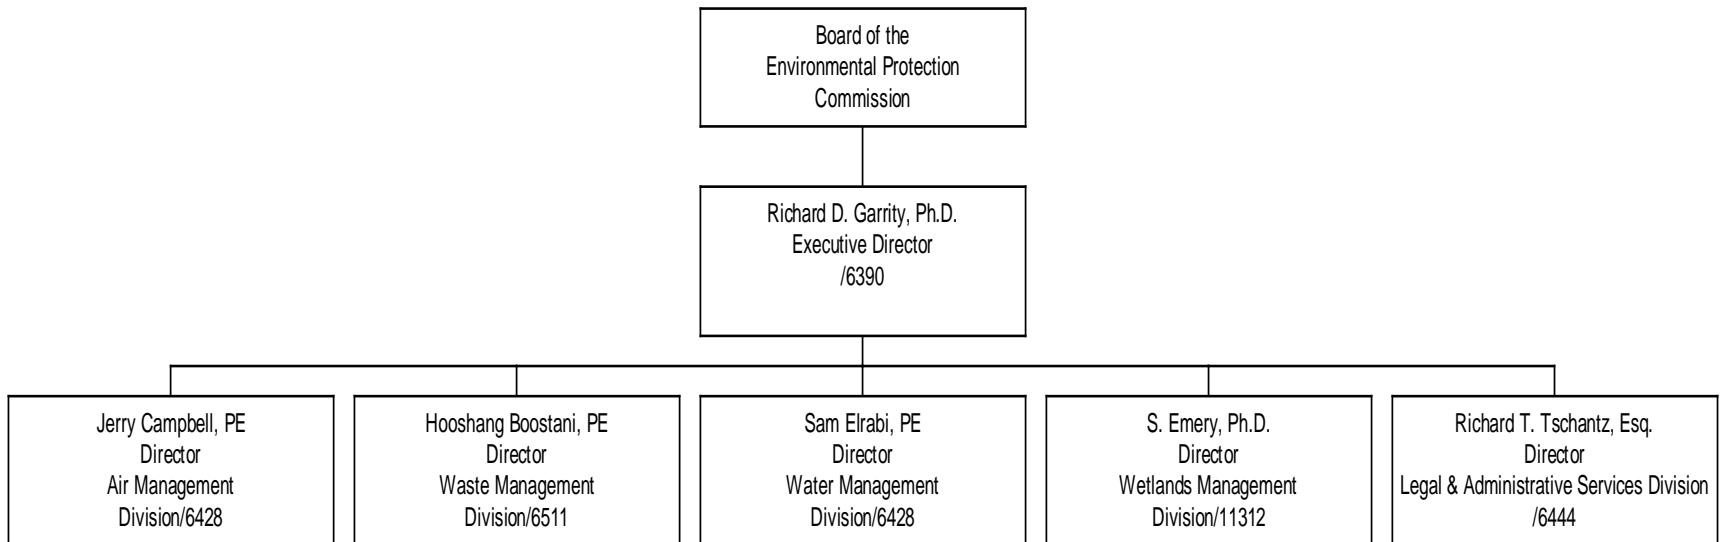 Board of the
Environmental Protection
Commission
Richard D. Garrity, Ph.D.
Executive Director
/6390
Jerry Campbell, PE
Director
Air Management
Division/6428
Hooshang Boostani, PE
Director
Waste Management
Division/6511
Sam Elrabi, PE
Director
Water Management
Division/6428
S. Emery, Ph.D.
Director
Wetlands Management
Division/11312
Richard T. Tschantz, Esq.
Director
Legal & Administrative Services Division
/6444